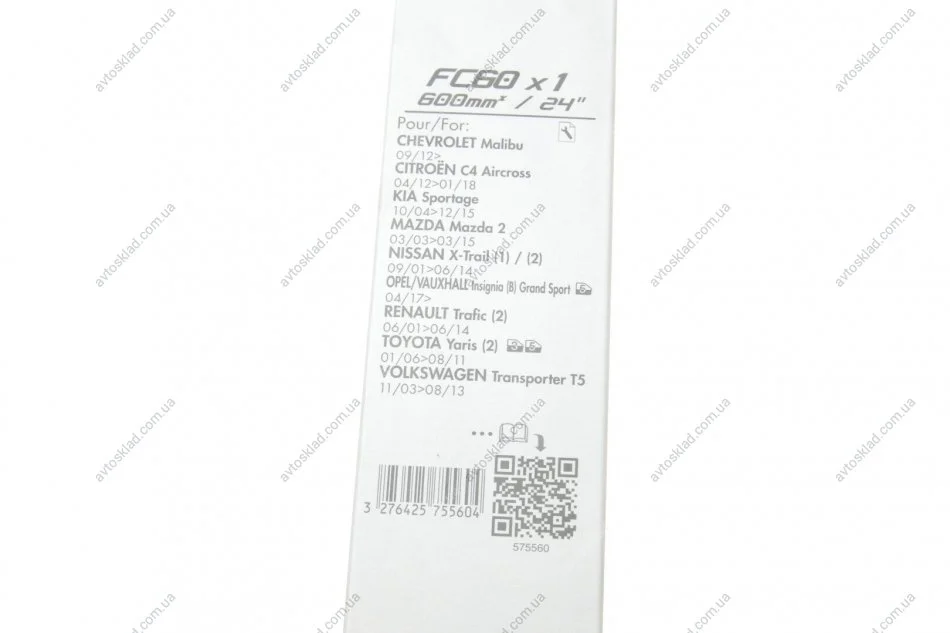 FC60 x 1
600mm / 24"
Pour/For:
CHEVROLET Malibu
09/12>
CITROËN C4 Aircross
04/12>01/18
KIA Sportage
10/04>12/15
MAZDA Mazda 2
03/03>03/15
NISSAN X-Trail (1) / (2)
09/01>06/14
OPEL/VAUXHALL Insignia (B) Grand Sport 5
04/17>
RENAULT Trafic (2)
06/01>06/14
TOYOTA Yaris (2) 3 5
01/06>08/11
VOLKSWAGEN Transporter T5
11/03>08/13
...
3 276425 755604
575560
avtosklad.com.ua